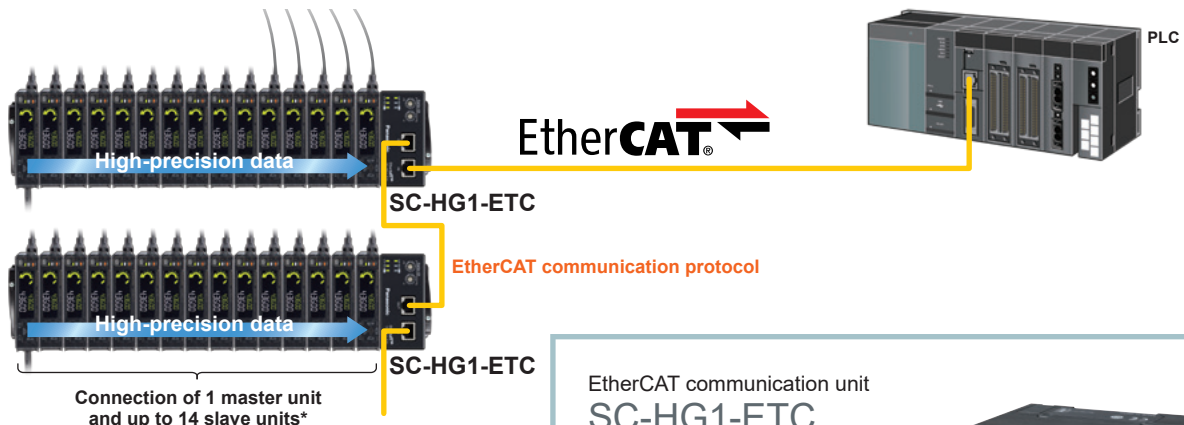 PLC
High-precision data
EtherCAT®
SC-HG1-ETC
EtherCAT communication protocol
High-precision data
SC-HG1-ETC
Connection of 1 master unit
and up to 14 slave units*
EtherCAT communication unit
SC-HG1-ETC